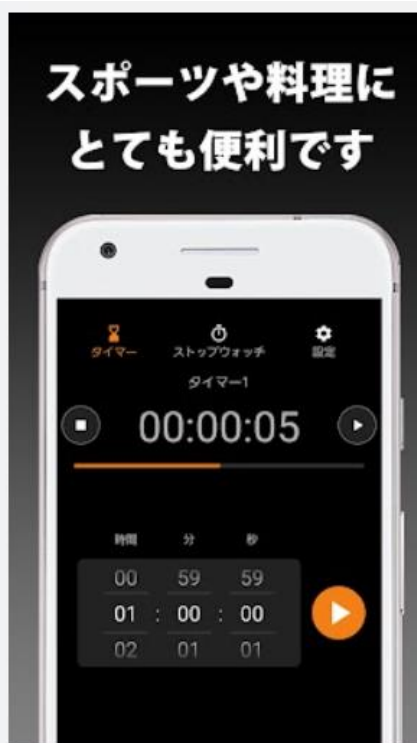 スポーツや料理に
とても便利です
タイマー ストップウォッチ 設定
タイマー1
00:00:05
時間 分 秒
00 59 59
01 : 00 : 00
02 01 01